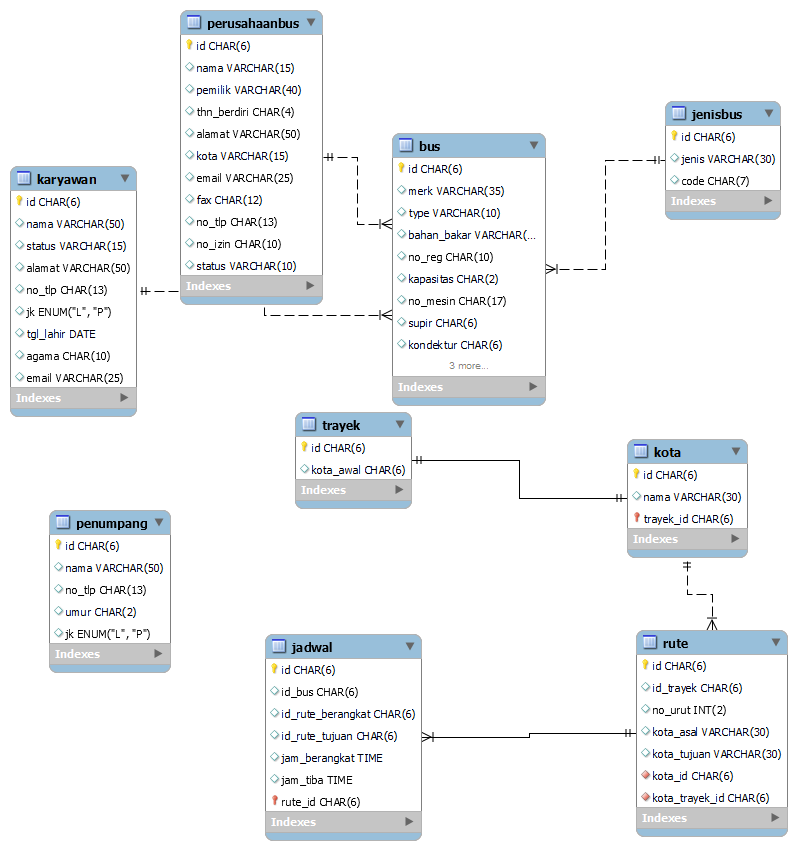 perusahaanbus
id CHAR(6)
nama VARCHAR(15)
pemilik VARCHAR(40)
thn_berdiri CHAR(4)
alamat VARCHAR(50)
kota VARCHAR(15)
email VARCHAR(25)
fax CHAR(12)
no_tlp CHAR(13)
no_izin CHAR(10)
status VARCHAR(10)
Indexes
jenisbus
id CHAR(6)
jenis VARCHAR(30)
code CHAR(7)
Indexes
bus
id CHAR(6)
merk VARCHAR(35)
type VARCHAR(10)
bahan_bakar VARCHAR(...
no_reg CHAR(10)
kapasitas CHAR(2)
no_mesin CHAR(17)
supir CHAR(6)
kondektur CHAR(6)
3 more...
Indexes
karyawan
id CHAR(6)
nama VARCHAR(50)
status VARCHAR(15)
alamat VARCHAR(50)
no_tlp CHAR(13)
jk ENUM("L", "P")
tgl_lahir DATE
agama CHAR(10)
email VARCHAR(25)
Indexes
trayek
id CHAR(6)
kota_awal CHAR(6)
Indexes
kota
id CHAR(6)
nama VARCHAR(30)
trayek_id CHAR(6)
Indexes
penumpang
id CHAR(6)
nama VARCHAR(50)
no_tlp CHAR(13)
umur CHAR(2)
jk ENUM("L", "P")
Indexes
jadwal
id CHAR(6)
id_bus CHAR(6)
id_rute_berangkat CHAR(6)
id_rute_tujuan CHAR(6)
jam_berangkat TIME
jam_tiba TIME
rute_id CHAR(6)
Indexes
rute
id CHAR(6)
id_trayek CHAR(6)
no_urut INT(2)
kota_asal VARCHAR(30)
kota_tujuan VARCHAR(30)
kota_id CHAR(6)
kota_trayek_id CHAR(6)
Indexes